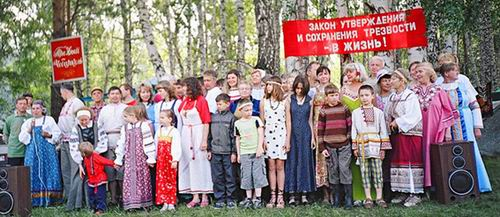 ЗАКОН УТВЕРЖДЕНИЯ
И СОХРАНЕНИЯ ТРЕЗВОСТИ
- В ЖИЗНЬ!